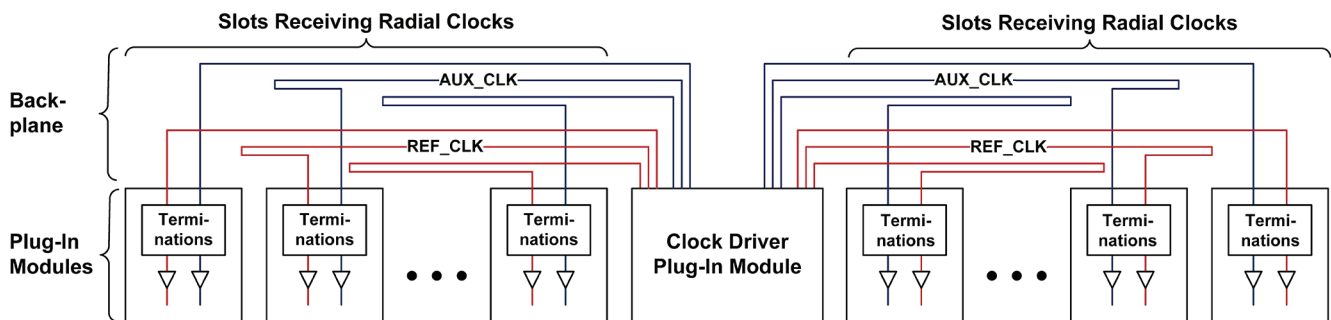 Slots Receiving Radial Clocks
Slots Receiving Radial Clocks
Back-
plane
AUX_CLK
AUX_CLK
REF_CLK
REF_CLK
Plug-In
Modules
Termi-
nations
Termi-
nations
Termi-
nations
Clock Driver
Plug-In Module
Termi-
nations
Termi-
nations
Termi-
nations